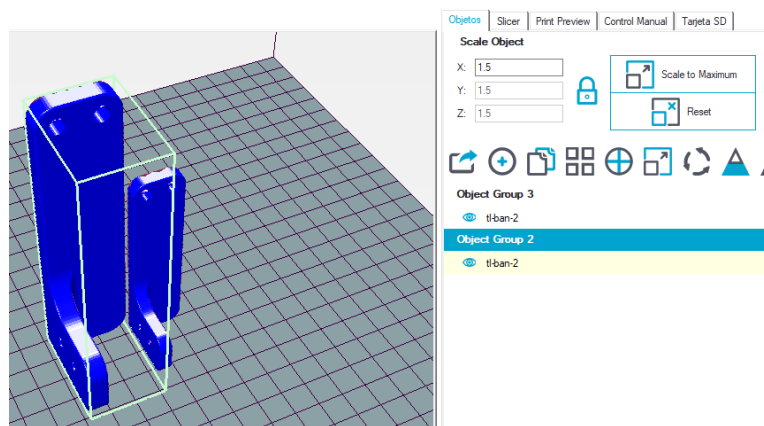 Objetos Slicer Print Preview Control Manual Tarjeta SD
Scale Object
X: 1.5
Y: 1.5
Z: 1.5
Scale to Maximum
Reset
Object Group 3
tl-ban-2
Object Group 2
tl-ban-2